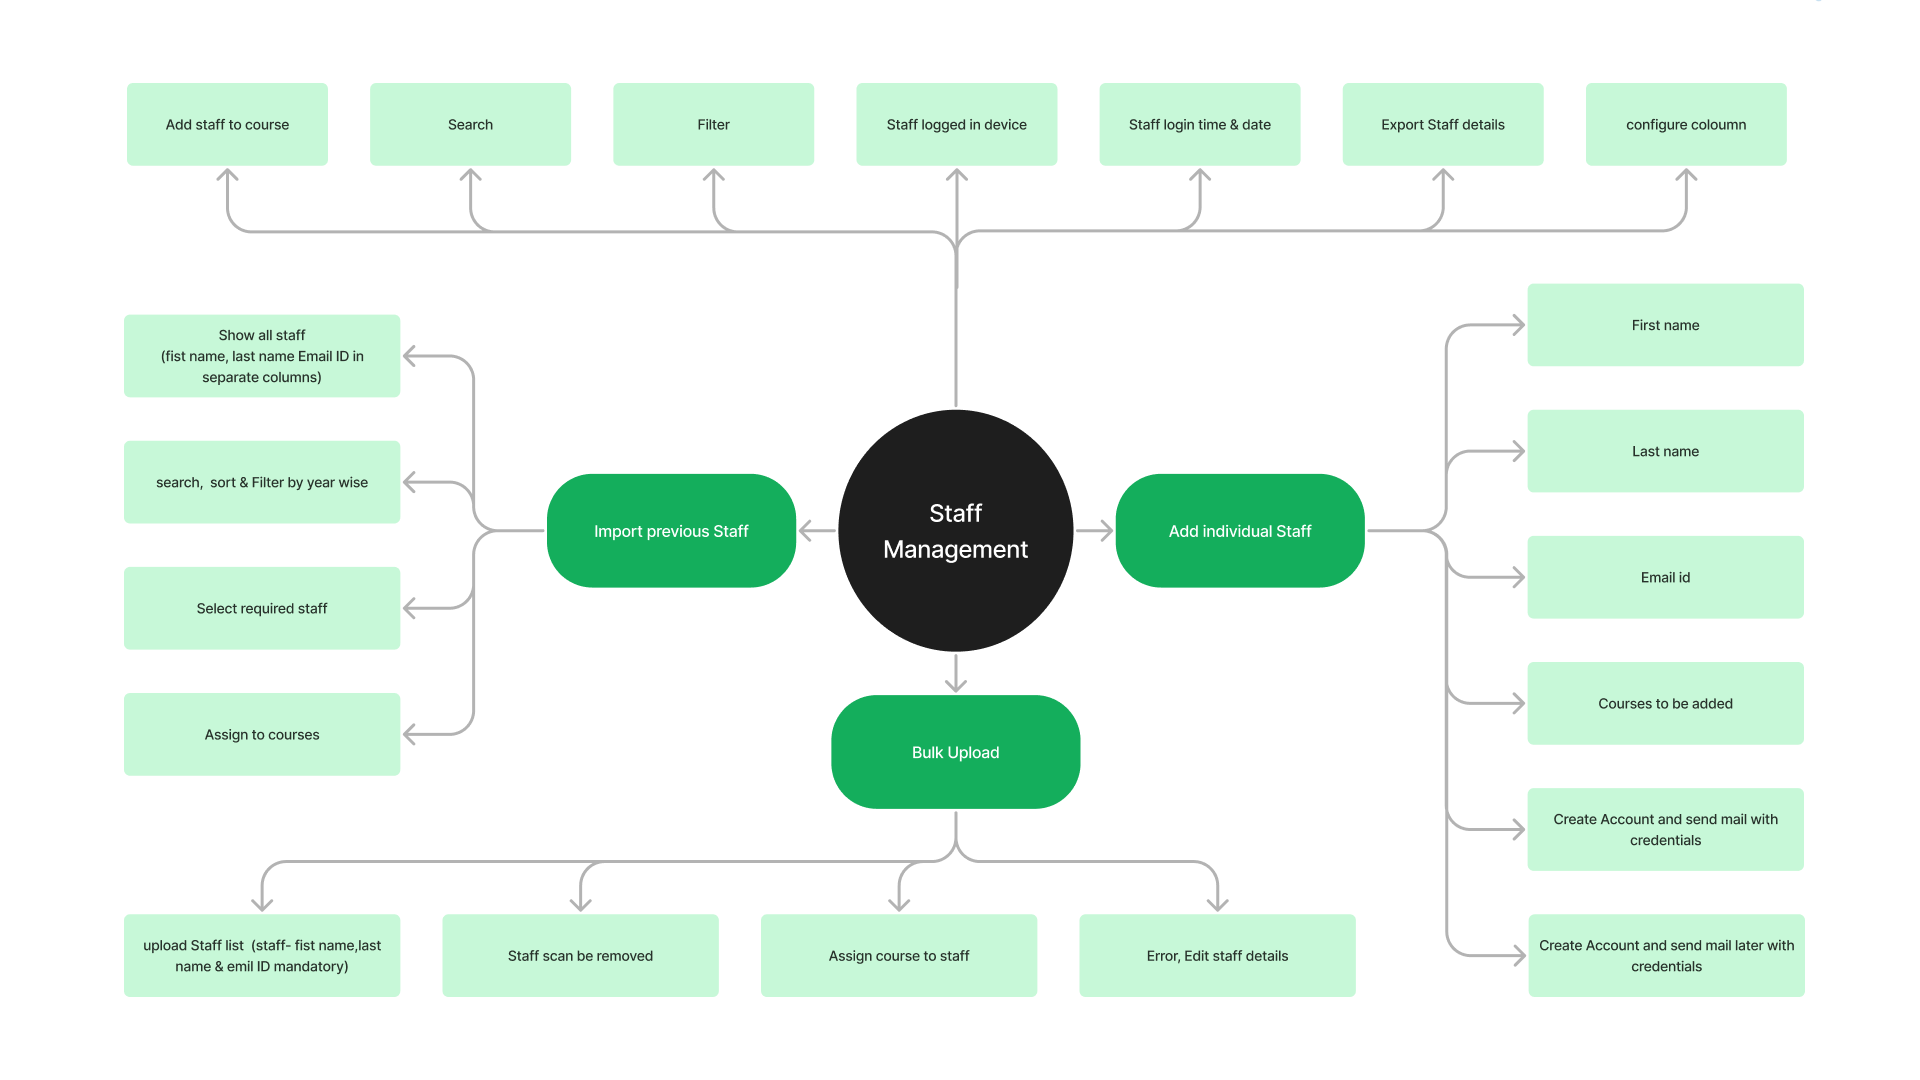 Add staff to course
Search
Filter
Staff logged in device
Staff login time & date
Export Staff details
configure coloumn
Show all staff
(fist name, last name Email ID in
separate columns)
search,  sort & Filter by year wise
Select required staff
Assign to courses
Import previous Staff
Staff
Management
Add individual Staff
First name
Last name
Email id
Courses to be added
Create Account and send mail with
credentials
Create Account and send mail later with
credentials
Bulk Upload
upload Staff list  (staff- fist name,last
name & emil ID mandatory)
Staff scan be removed
Assign course to staff
Error, Edit staff details